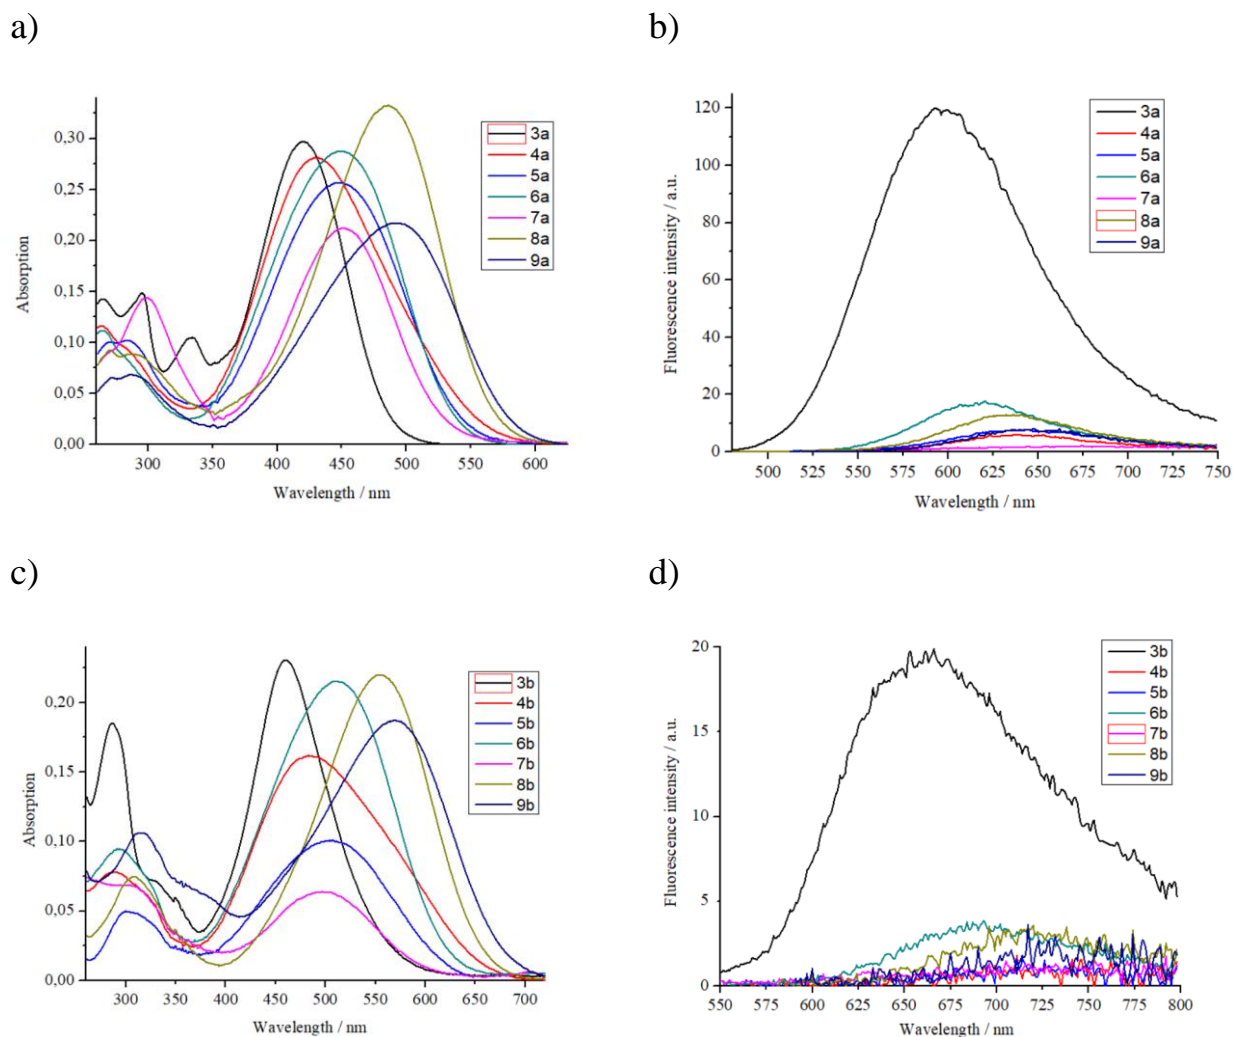 a)
b)
Absorption
0,30
0,25
0,20
0,15
0,10
0,05
0,00
300
350
400
450
500
550
600
Wavelength / nm
3a
4a
5a
6a
7a
8a
9a
Fluorescence intensity / a.u.
120
100
80
60
40
20
0
500
525
550
575
600
625
650
675
700
725
750
Wavelength / nm
3a
4a
5a
6a
7a
8a
9a
c)
d)
Absorption
0,20
0,15
0,10
0,05
0,00
300
350
400
450
500
550
600
650
700
Wavelength / nm
3b
4b
5b
6b
7b
8b
9b
Fluorescence intensity / a.u.
20
15
10
5
0
550
575
600
625
650
675
700
725
750
775
800
Wavelength / nm
3b
4b
5b
6b
7b
8b
9b